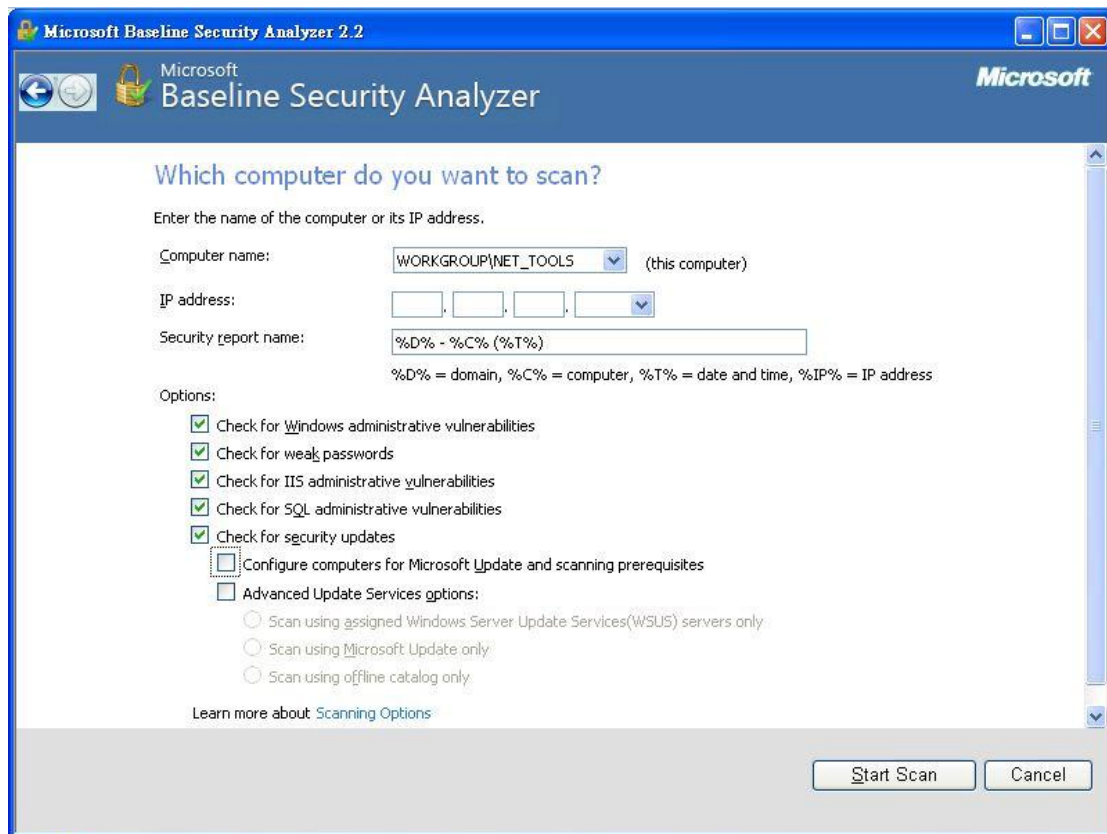 Microsoft Baseline Security Analyzer 2.2
Microsoft
Baseline Security Analyzer
Microsoft
Which computer do you want to scan?
Enter the name of the computer or its IP address.
Computer name: WORKGROUP\NET_TOOLS (this computer)
IP address: . . .
Security report name: %D% - %C% (%T%)
%D% = domain, %C% = computer, %T% = date and time, %IP% = IP address
Options:
Check for Windows administrative vulnerabilities
Check for weak passwords
Check for IIS administrative vulnerabilities
Check for SQL administrative vulnerabilities
Check for security updates
Configure computers for Microsoft Update and scanning prerequisites
Advanced Update Services options:
Scan using assigned Windows Server Update Services(WSUS) servers only
Scan using Microsoft Update only
Scan using offline catalog only
Learn more about Scanning Options
Start Scan Cancel